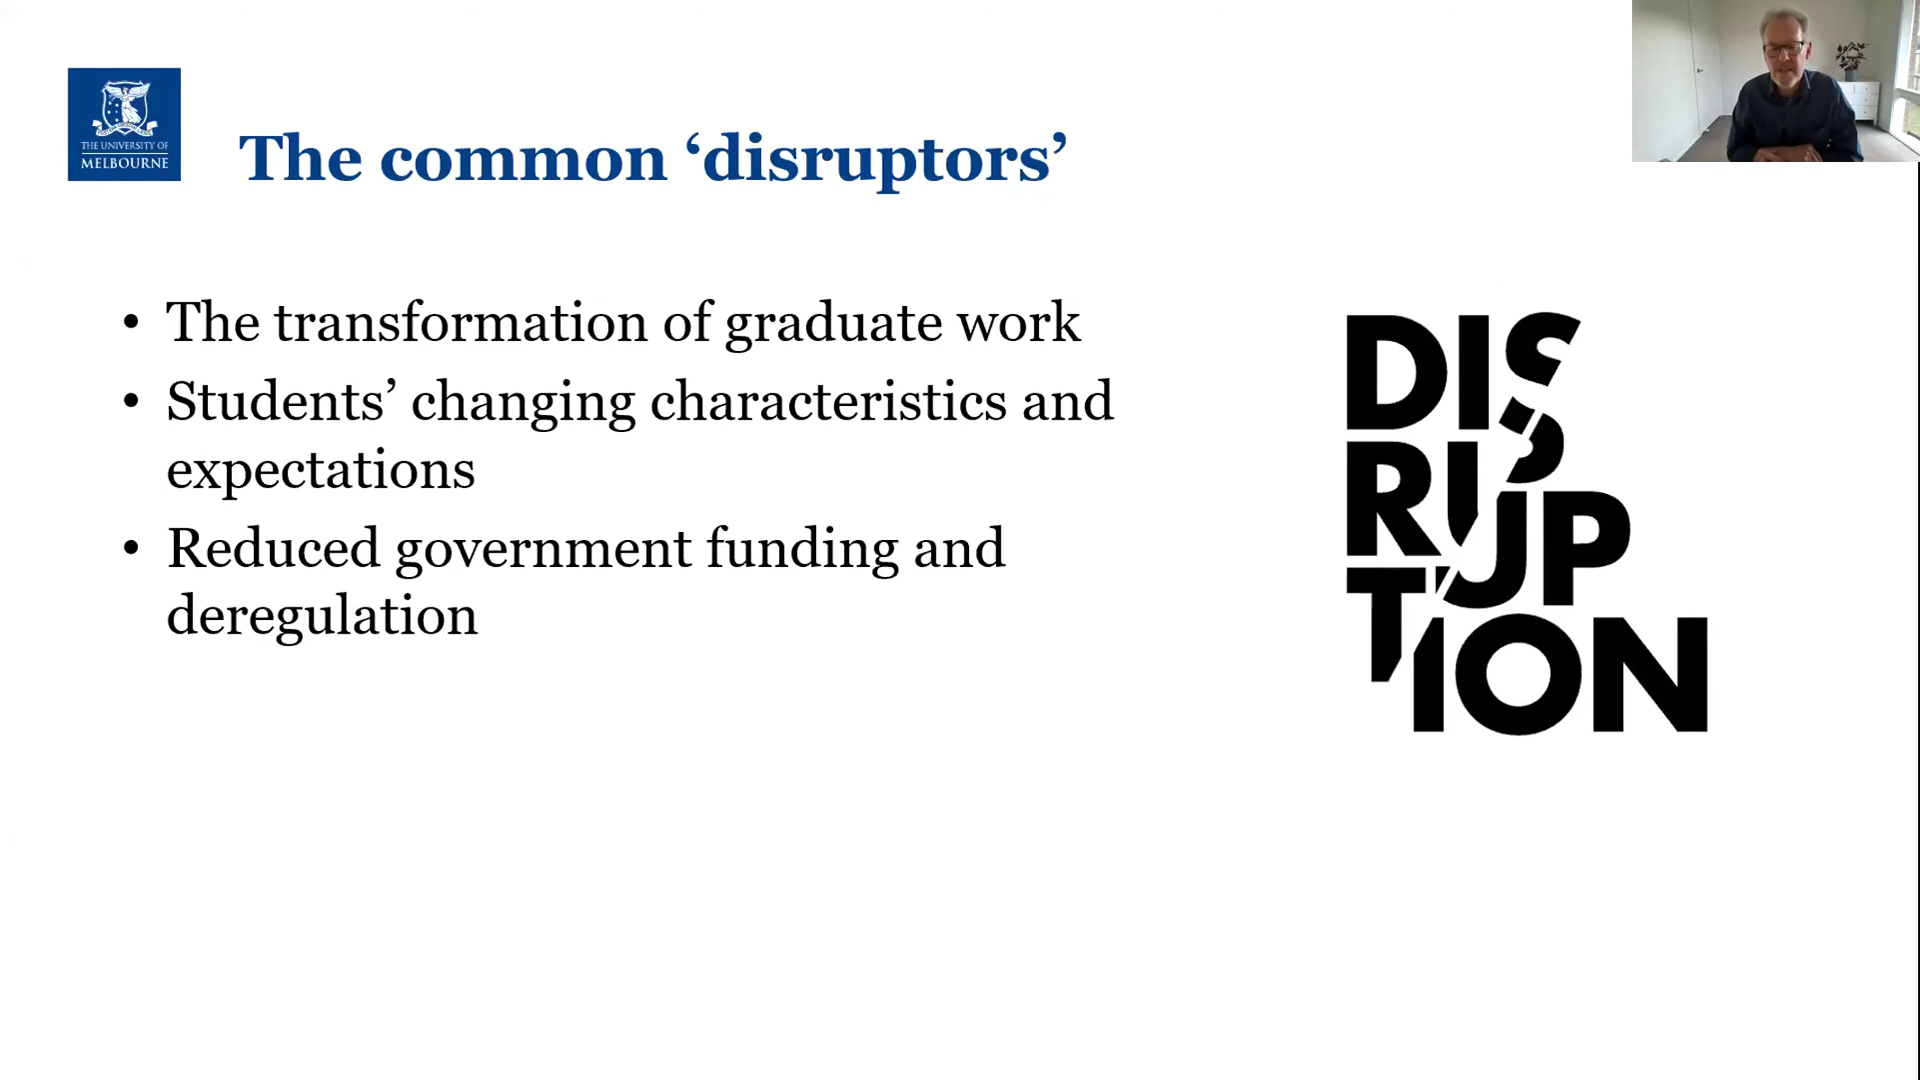 THE UNIVERSITY OF
MELBOURNE
The common ‘disruptors’
• The transformation of graduate work
• Students’ changing characteristics and
expectations
• Reduced government funding and
deregulation
DIS
RUP
TION